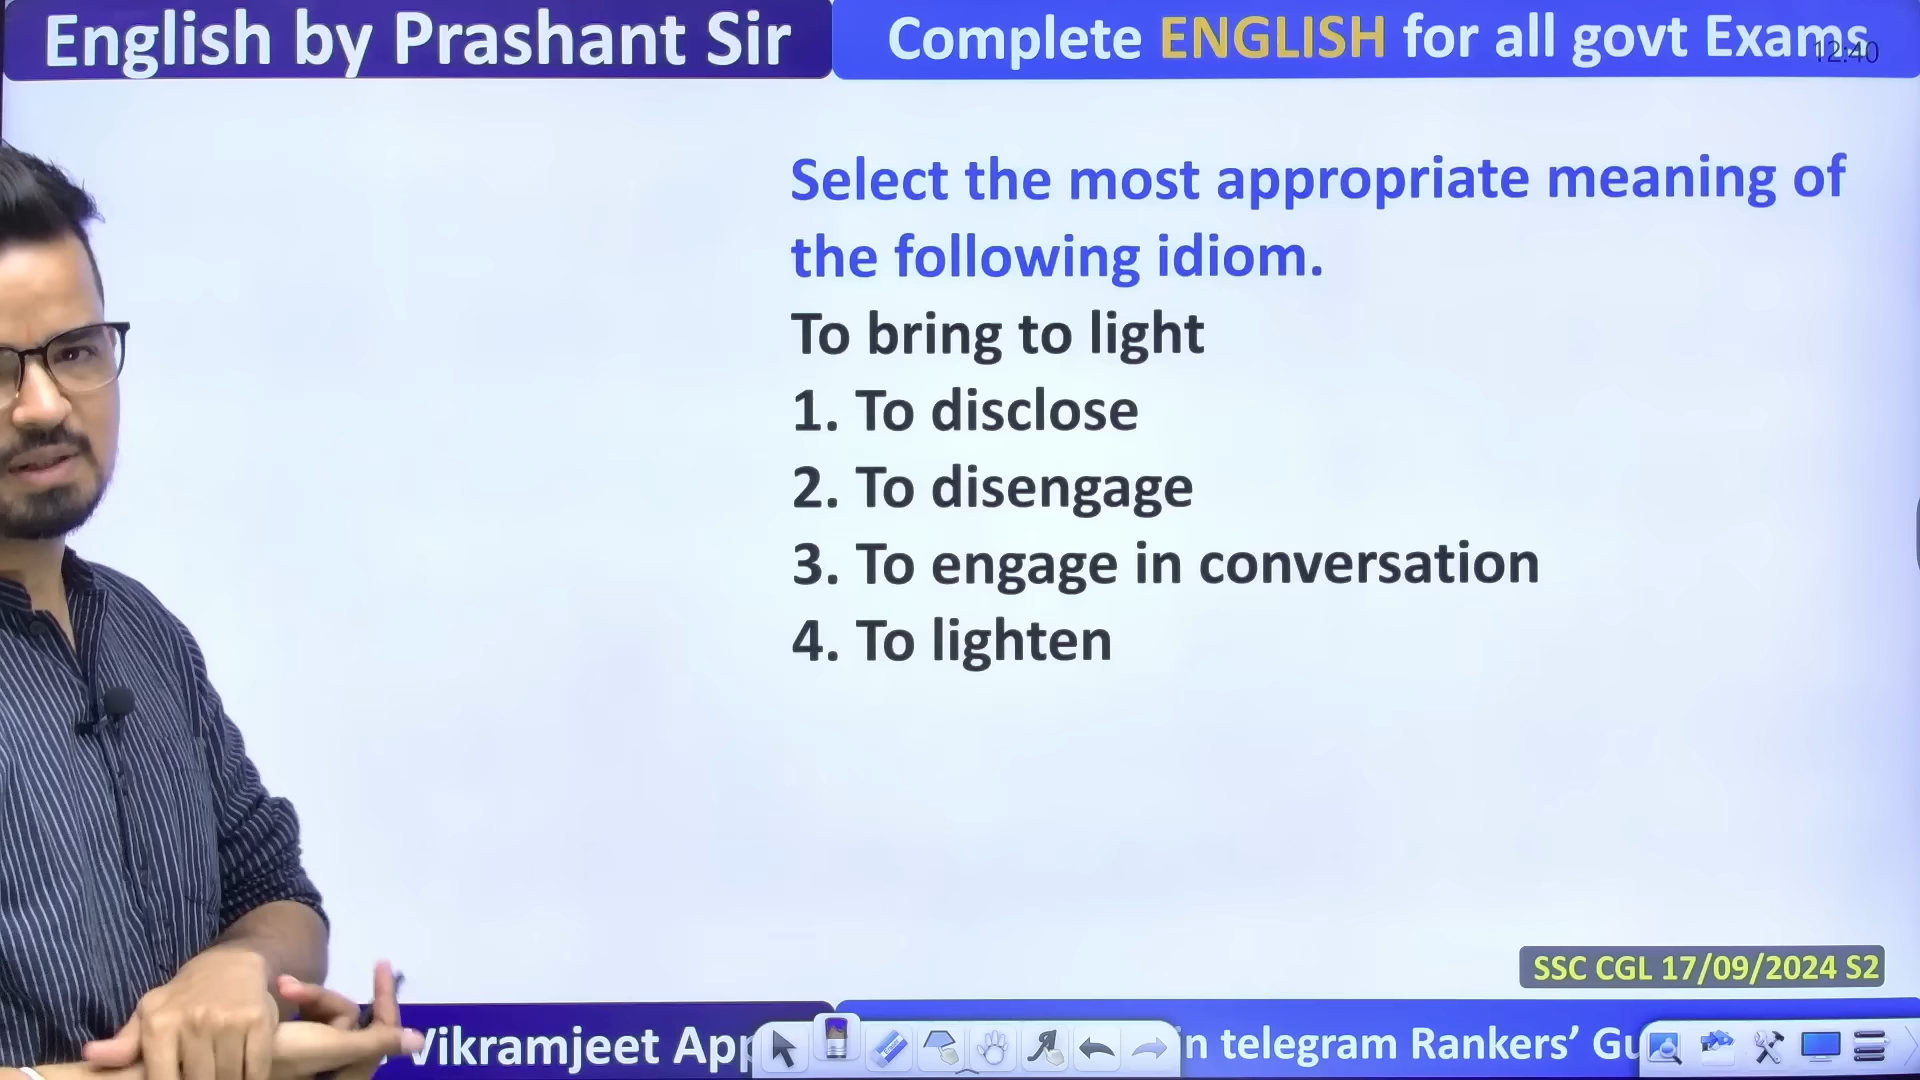 English by Prashant Sir
Complete ENGLISH for all govt Exams
12:40
Select the most appropriate meaning of
the following idiom.
To bring to light
1. To disclose
2. To disengage
3. To engage in conversation
4. To lighten
SSC CGL 17/09/2024 S2
Vikramjeet
telegram Rankers’